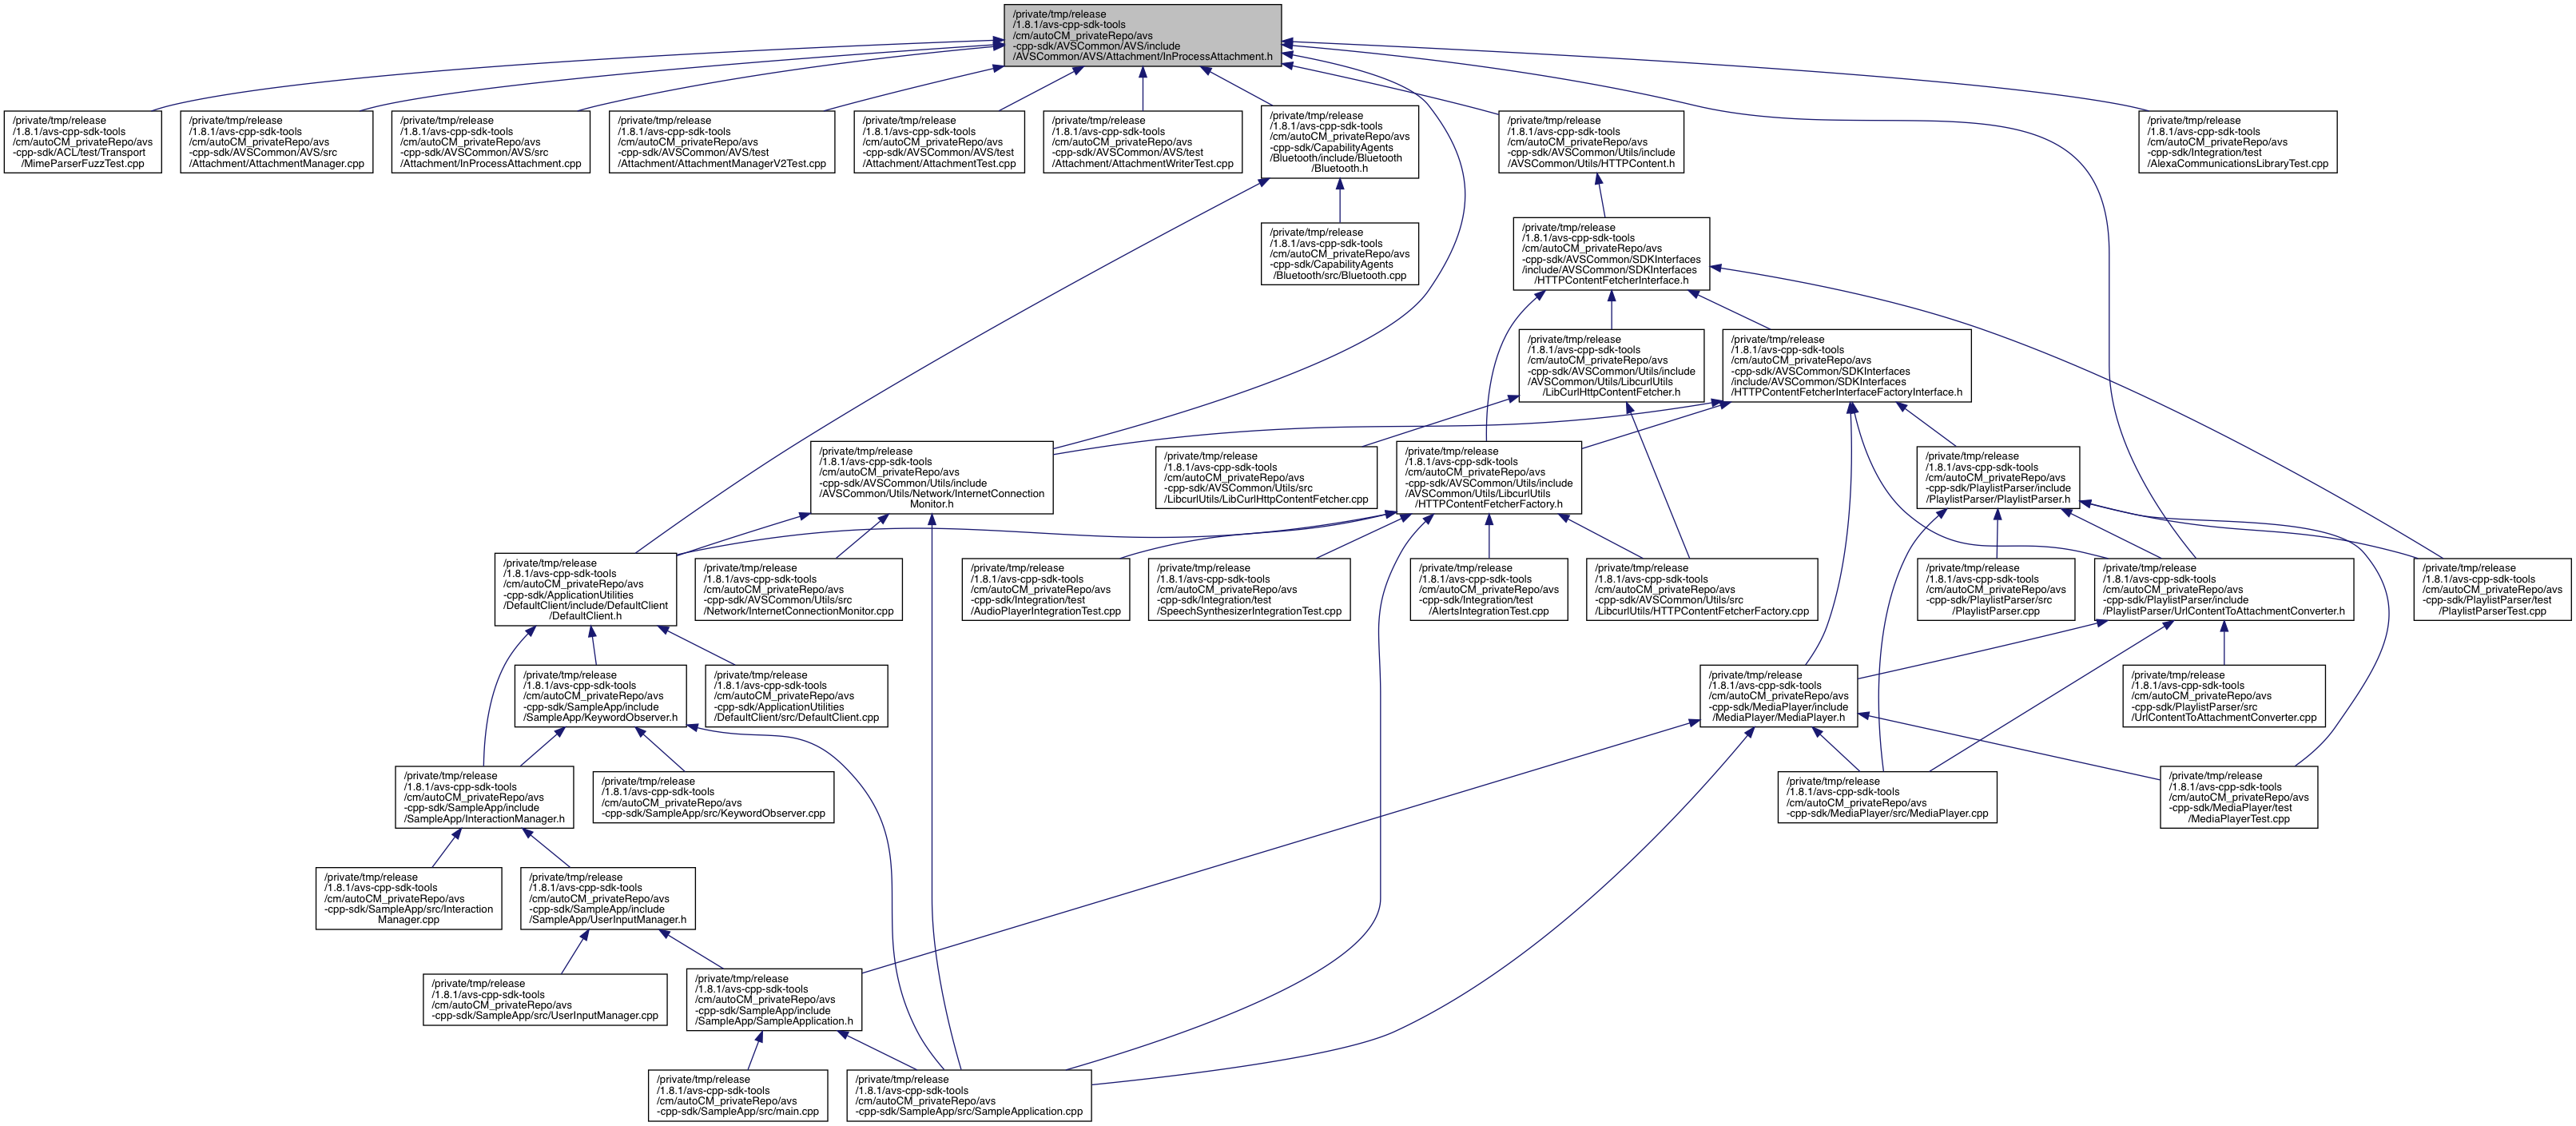 /private/tmp/release
/1.8.1/avs-cpp-sdk-tools
/cm/autoCM_privateRepo/avs
-cpp-sdk/AVSCommon/AVS/include
/AVSCommon/AVS/Attachment/InProcessAttachment.h
/private/tmp/release
/1.8.1/avs-cpp-sdk-tools
/cm/autoCM_privateRepo/avs
-cpp-sdk/ACL/test/Transport
/MimeParserFuzzTest.cpp
/private/tmp/release
/1.8.1/avs-cpp-sdk-tools
/cm/autoCM_privateRepo/avs
-cpp-sdk/AVSCommon/AVS/src
/Attachment/AttachmentManager.cpp
/private/tmp/release
/1.8.1/avs-cpp-sdk-tools
/cm/autoCM_privateRepo/avs
-cpp-sdk/AVSCommon/AVS/src
/Attachment/InProcessAttachment.cpp
/private/tmp/release
/1.8.1/avs-cpp-sdk-tools
/cm/autoCM_privateRepo/avs
-cpp-sdk/AVSCommon/AVS/test
/Attachment/AttachmentManagerV2Test.cpp
/private/tmp/release
/1.8.1/avs-cpp-sdk-tools
/cm/autoCM_privateRepo/avs
-cpp-sdk/AVSCommon/AVS/test
/Attachment/AttachmentTest.cpp
/private/tmp/release
/1.8.1/avs-cpp-sdk-tools
/cm/autoCM_privateRepo/avs
-cpp-sdk/AVSCommon/AVS/test
/Attachment/AttachmentWriterTest.cpp
/private/tmp/release
/1.8.1/avs-cpp-sdk-tools
/cm/autoCM_privateRepo/avs
-cpp-sdk/CapabilityAgents
/Bluetooth/include/Bluetooth
/Bluetooth.h
/private/tmp/release
/1.8.1/avs-cpp-sdk-tools
/cm/autoCM_privateRepo/avs
-cpp-sdk/AVSCommon/Utils/include
/AVSCommon/Utils/HTTPContent.h
/private/tmp/release
/1.8.1/avs-cpp-sdk-tools
/cm/autoCM_privateRepo/avs
-cpp-sdk/Integration/test
/AlexaCommunicationsLibraryTest.cpp
/private/tmp/release
/1.8.1/avs-cpp-sdk-tools
/cm/autoCM_privateRepo/avs
-cpp-sdk/CapabilityAgents
/Bluetooth/src/Bluetooth.cpp
/private/tmp/release
/1.8.1/avs-cpp-sdk-tools
/cm/autoCM_privateRepo/avs
-cpp-sdk/AVSCommon/SDKInterfaces
/include/AVSCommon/SDKInterfaces
/HTTPContentFetcherInterface.h
/private/tmp/release
/1.8.1/avs-cpp-sdk-tools
/cm/autoCM_privateRepo/avs
-cpp-sdk/AVSCommon/Utils/include
/AVSCommon/Utils/LibcurlUtils
/LibCurlHttpContentFetcher.h
/private/tmp/release
/1.8.1/avs-cpp-sdk-tools
/cm/autoCM_privateRepo/avs
-cpp-sdk/AVSCommon/SDKInterfaces
/include/AVSCommon/SDKInterfaces
/HTTPContentFetcherInterfaceFactoryInterface.h
/private/tmp/release
/1.8.1/avs-cpp-sdk-tools
/cm/autoCM_privateRepo/avs
-cpp-sdk/AVSCommon/Utils/include
/AVSCommon/Utils/Network/InternetConnection
Monitor.h
/private/tmp/release
/1.8.1/avs-cpp-sdk-tools
/cm/autoCM_privateRepo/avs
-cpp-sdk/AVSCommon/Utils/src
/LibcurlUtils/LibCurlHttpContentFetcher.cpp
/private/tmp/release
/1.8.1/avs-cpp-sdk-tools
/cm/autoCM_privateRepo/avs
-cpp-sdk/AVSCommon/Utils/include
/AVSCommon/Utils/LibcurlUtils
/HTTPContentFetcherFactory.h
/private/tmp/release
/1.8.1/avs-cpp-sdk-tools
/cm/autoCM_privateRepo/avs
-cpp-sdk/PlaylistParser/include
/PlaylistParser/PlaylistParser.h
/private/tmp/release
/1.8.1/avs-cpp-sdk-tools
/cm/autoCM_privateRepo/avs
-cpp-sdk/ApplicationUtilities
/DefaultClient/include/DefaultClient
/DefaultClient.h
/private/tmp/release
/1.8.1/avs-cpp-sdk-tools
/cm/autoCM_privateRepo/avs
-cpp-sdk/AVSCommon/Utils/src
/Network/InternetConnectionMonitor.cpp
/private/tmp/release
/1.8.1/avs-cpp-sdk-tools
/cm/autoCM_privateRepo/avs
-cpp-sdk/Integration/test
/AudioPlayerIntegrationTest.cpp
/private/tmp/release
/1.8.1/avs-cpp-sdk-tools
/cm/autoCM_privateRepo/avs
-cpp-sdk/Integration/test
/SpeechSynthesizerIntegrationTest.cpp
/private/tmp/release
/1.8.1/avs-cpp-sdk-tools
/cm/autoCM_privateRepo/avs
-cpp-sdk/Integration/test
/AlertsIntegrationTest.cpp
/private/tmp/release
/1.8.1/avs-cpp-sdk-tools
/cm/autoCM_privateRepo/avs
-cpp-sdk/AVSCommon/Utils/src
/LibcurlUtils/HTTPContentFetcherFactory.cpp
/private/tmp/release
/1.8.1/avs-cpp-sdk-tools
/cm/autoCM_privateRepo/avs
-cpp-sdk/PlaylistParser/src
/PlaylistParser.cpp
/private/tmp/release
/1.8.1/avs-cpp-sdk-tools
/cm/autoCM_privateRepo/avs
-cpp-sdk/PlaylistParser/include
/PlaylistParser/UrlContentToAttachmentConverter.h
/private/tmp/release
/1.8.1/avs-cpp-sdk-tools
/cm/autoCM_privateRepo/avs
-cpp-sdk/PlaylistParser/test
/PlaylistParserTest.cpp
/private/tmp/release
/1.8.1/avs-cpp-sdk-tools
/cm/autoCM_privateRepo/avs
-cpp-sdk/SampleApp/include
/SampleApp/KeywordObserver.h
/private/tmp/release
/1.8.1/avs-cpp-sdk-tools
/cm/autoCM_privateRepo/avs
-cpp-sdk/ApplicationUtilities
/DefaultClient/src/DefaultClient.cpp
/private/tmp/release
/1.8.1/avs-cpp-sdk-tools
/cm/autoCM_privateRepo/avs
-cpp-sdk/MediaPlayer/include
/MediaPlayer/MediaPlayer.h
/private/tmp/release
/1.8.1/avs-cpp-sdk-tools
/cm/autoCM_privateRepo/avs
-cpp-sdk/PlaylistParser/src
/UrlContentToAttachmentConverter.cpp
/private/tmp/release
/1.8.1/avs-cpp-sdk-tools
/cm/autoCM_privateRepo/avs
-cpp-sdk/SampleApp/include
/SampleApp/InteractionManager.h
/private/tmp/release
/1.8.1/avs-cpp-sdk-tools
/cm/autoCM_privateRepo/avs
-cpp-sdk/SampleApp/src/KeywordObserver.cpp
/private/tmp/release
/1.8.1/avs-cpp-sdk-tools
/cm/autoCM_privateRepo/avs
-cpp-sdk/MediaPlayer/src/MediaPlayer.cpp
/private/tmp/release
/1.8.1/avs-cpp-sdk-tools
/cm/autoCM_privateRepo/avs
-cpp-sdk/MediaPlayer/test
/MediaPlayerTest.cpp
/private/tmp/release
/1.8.1/avs-cpp-sdk-tools
/cm/autoCM_privateRepo/avs
-cpp-sdk/SampleApp/src/Interaction
Manager.cpp
/private/tmp/release
/1.8.1/avs-cpp-sdk-tools
/cm/autoCM_privateRepo/avs
-cpp-sdk/SampleApp/include
/SampleApp/UserInputManager.h
/private/tmp/release
/1.8.1/avs-cpp-sdk-tools
/cm/autoCM_privateRepo/avs
-cpp-sdk/SampleApp/src/UserInputManager.cpp
/private/tmp/release
/1.8.1/avs-cpp-sdk-tools
/cm/autoCM_privateRepo/avs
-cpp-sdk/SampleApp/include
/SampleApp/SampleApplication.h
/private/tmp/release
/1.8.1/avs-cpp-sdk-tools
/cm/autoCM_privateRepo/avs
-cpp-sdk/SampleApp/src/main.cpp
/private/tmp/release
/1.8.1/avs-cpp-sdk-tools
/cm/autoCM_privateRepo/avs
-cpp-sdk/SampleApp/src/SampleApplication.cpp